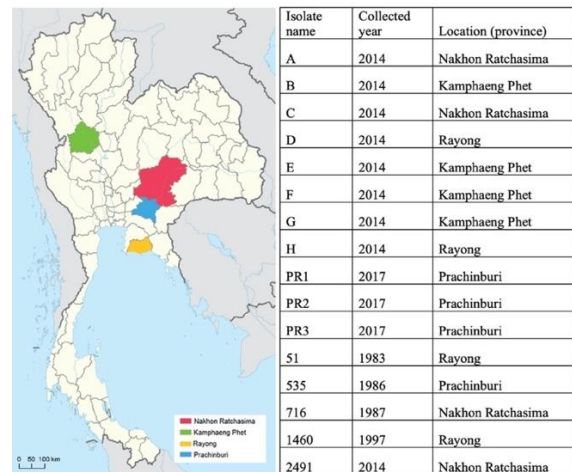 Nakhon Ratchasima
Kamphaeng Phet
Rayong
Prachinburi
0 50 100 km
Isolate name Collected year Location (province)
A 2014 Nakhon Ratchasima
B 2014 Kamphaeng Phet
C 2014 Nakhon Ratchasima
D 2014 Rayong
E 2014 Kamphaeng Phet
F 2014 Kamphaeng Phet
G 2014 Kamphaeng Phet
H 2014 Rayong
PR1 2017 Prachinburi
PR2 2017 Prachinburi
PR3 2017 Prachinburi
51 1983 Rayong
535 1986 Prachinburi
716 1987 Nakhon Ratchasima
1460 1997 Rayong
2491 2014 Nakhon Ratchasima